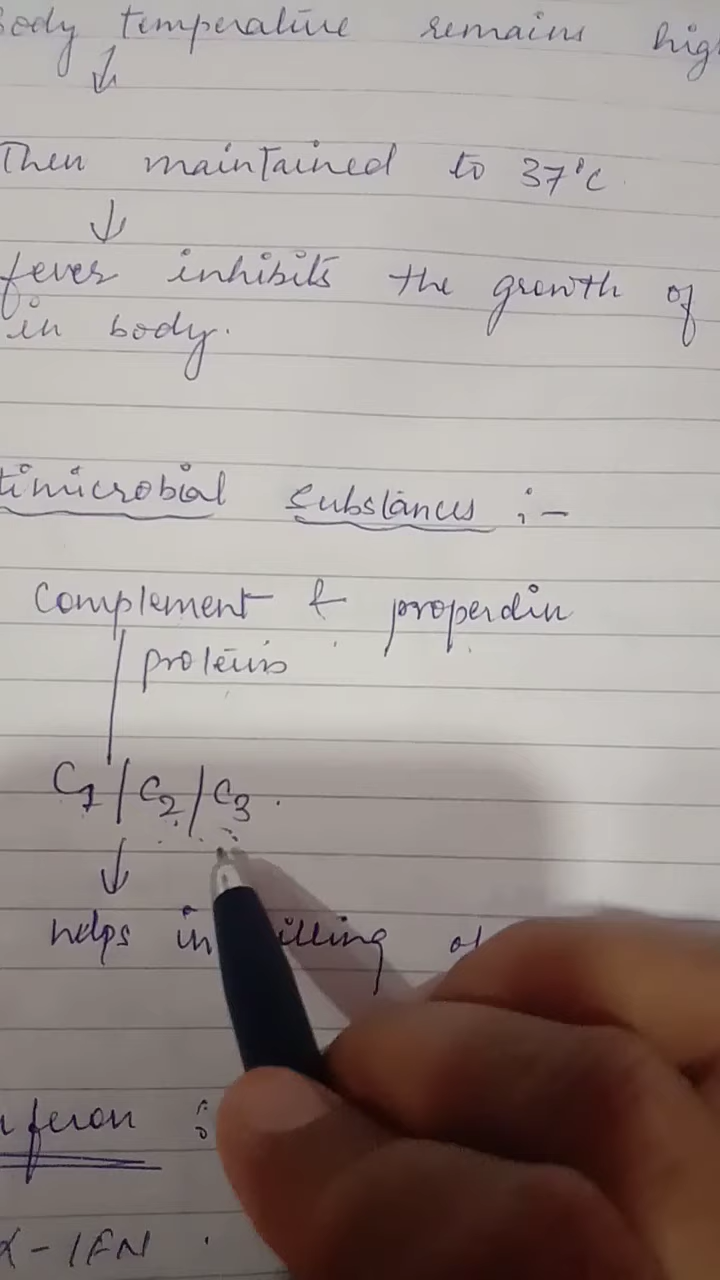 body temperature remains hig
Then maintained to 37°C.
fever inhibits the growth of
in body.
timicrobial substances :-
Complement & properdin
proteins
C1 / C2 / C3 .
helps in illing of
feron :
α - IFN .